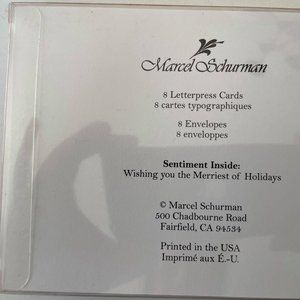 Marcel Schurman
8 Letterpress Cards
8 cartes typographiques
8 Envelopes
8 enveloppes
Sentiment Inside:
Wishing you the Merriest of Holidays
© Marcel Schurman
500 Chadbourne Road
Fairfield, CA 94534
Printed in the USA
Imprimé aux É.-U.